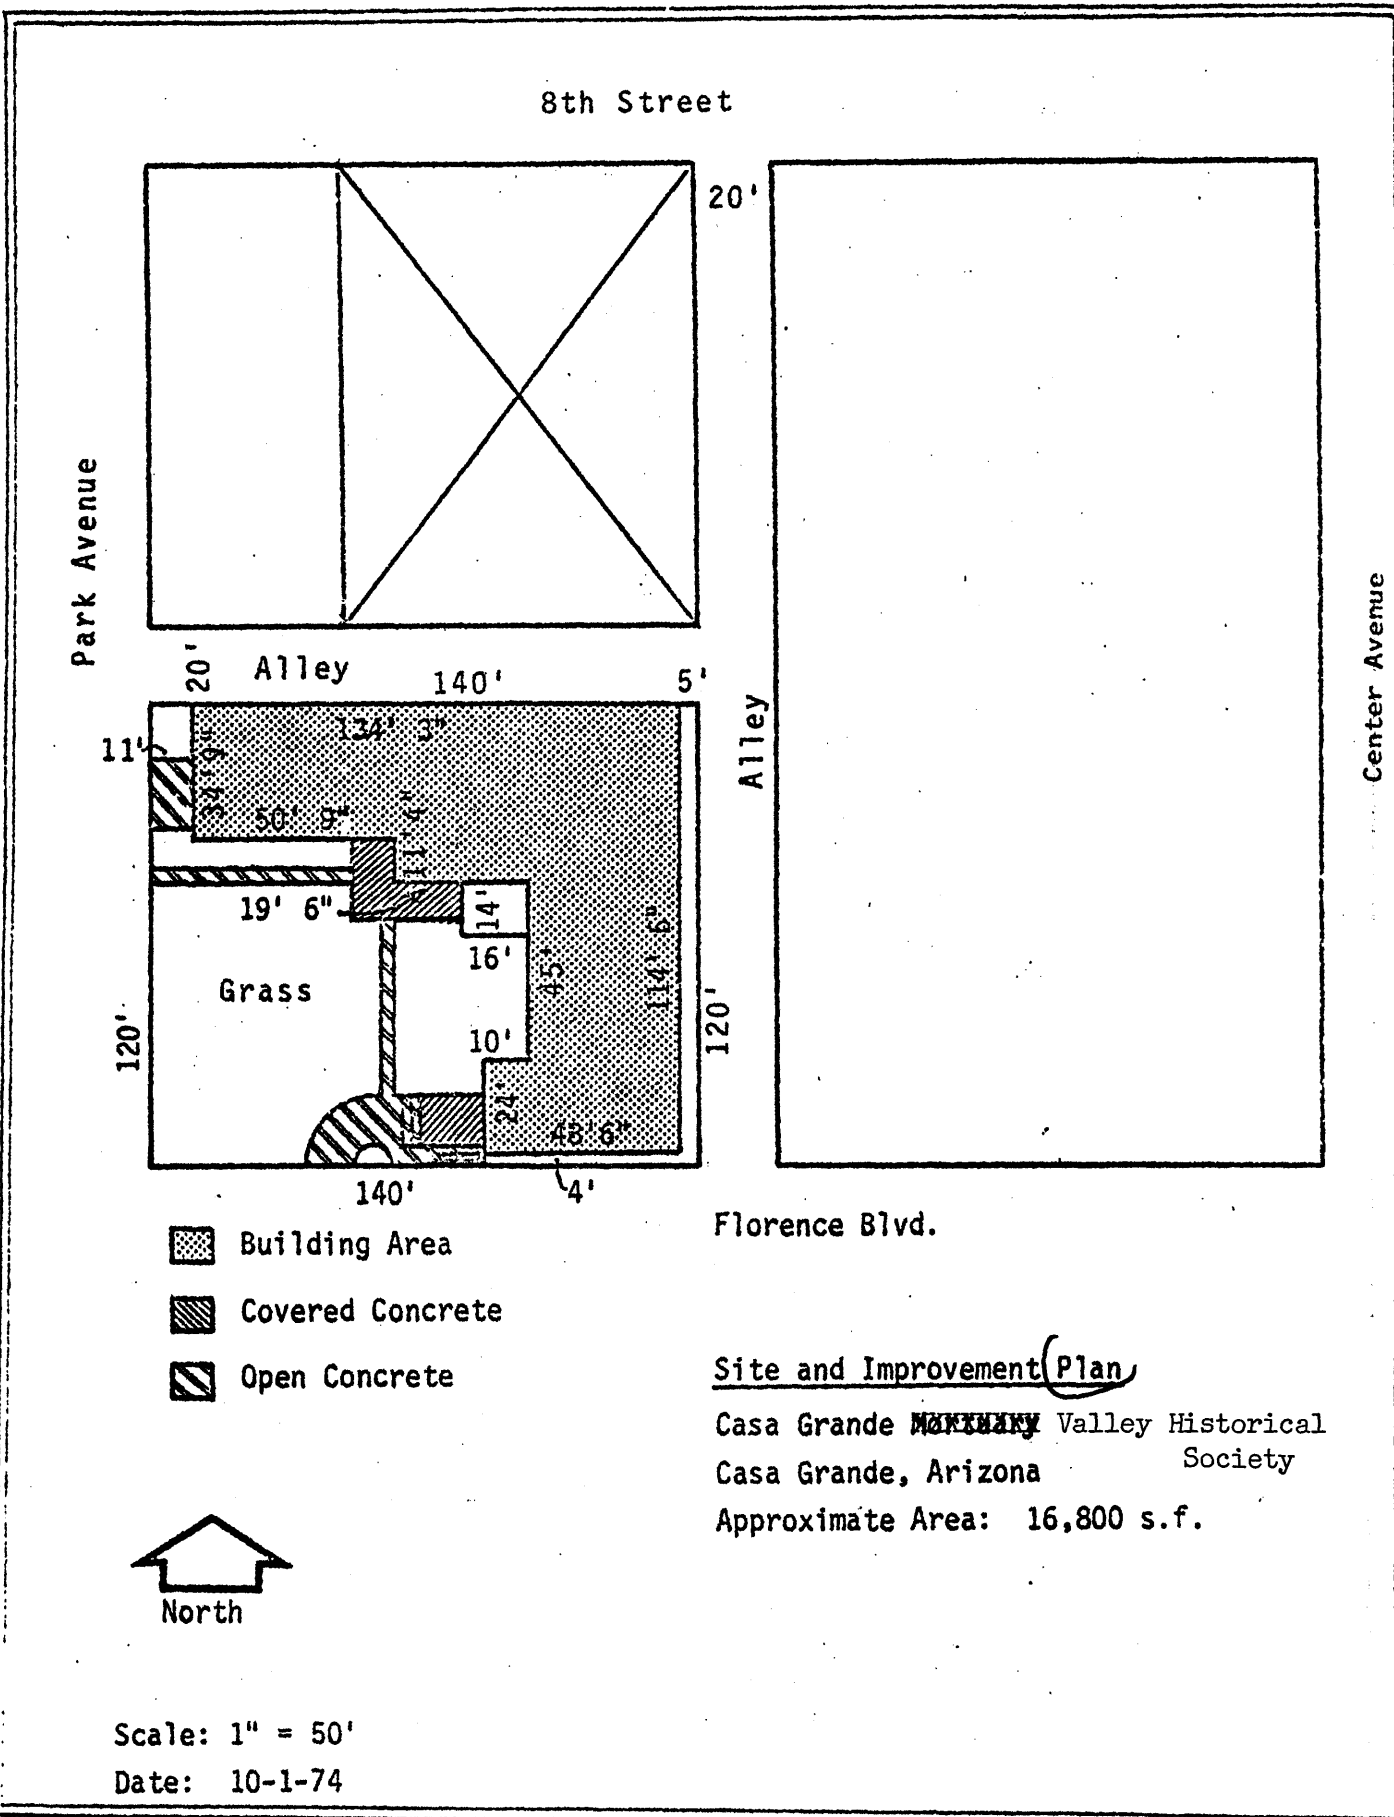 8th Street
20'
Park Avenue
Center Avenue
20'
Alley
140'
5'
Alley
134' 3"
11'
34'9"
50' 9"
11'4"
19' 6"
14'
16'
45'
114' 6"
Grass
10'
120'
120'
24'
48'6"
140'
4'
Florence Blvd.
Building Area
Covered Concrete
Open Concrete
Site and Improvement Plan
Casa Grande Valley Historical
Society
Casa Grande, Arizona
Approximate Area: 16,800 s.f.
North
Scale: 1" = 50'
Date: 10-1-74